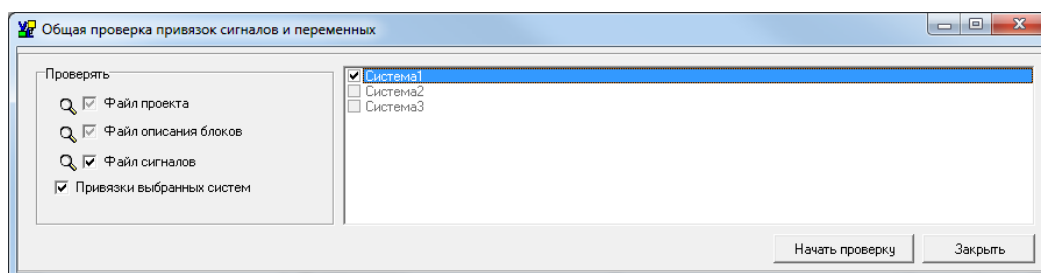 Общая проверка привязок сигналов и переменных
Проверять
Файл проекта
Файл описания блоков
Файл сигналов
Привязки выбранных систем
Система1
Система2
Система3
Начать проверку
Закрыть